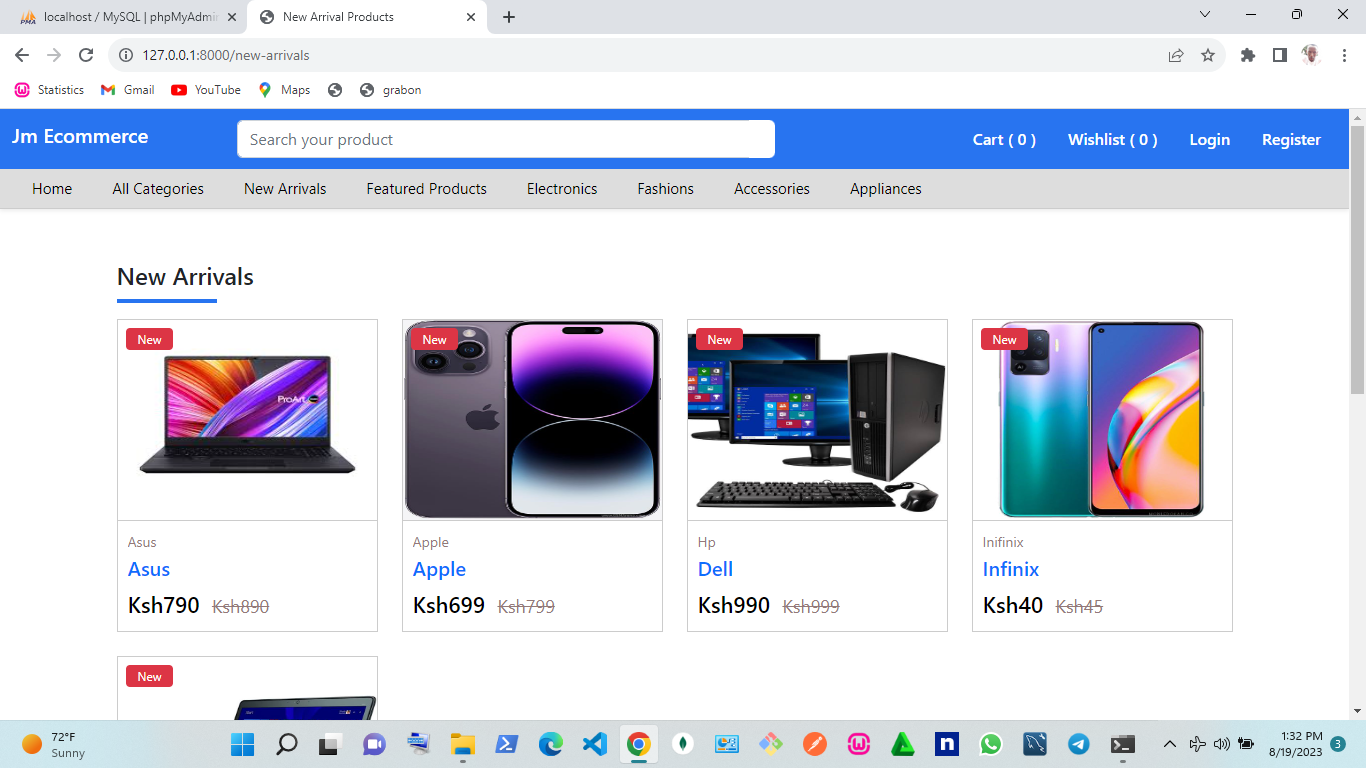 localhost / MySQL | phpMyAdmin
New Arrival Products
127.0.0.1:8000/new-arrivals
Statistics Gmail YouTube Maps grabon
Jm Ecommerce Search your product Cart ( 0 ) Wishlist ( 0 ) Login Register
Home All Categories New Arrivals Featured Products Electronics Fashions Accessories Appliances
New Arrivals
New New New New
ProArt
Asus Apple Hp Inifinix
Asus Apple Dell Infinix
Ksh790 Ksh890 Ksh699 Ksh799 Ksh990 Ksh999 Ksh40 Ksh45
New
72°F
Sunny
1:32 PM
8/19/2023
3